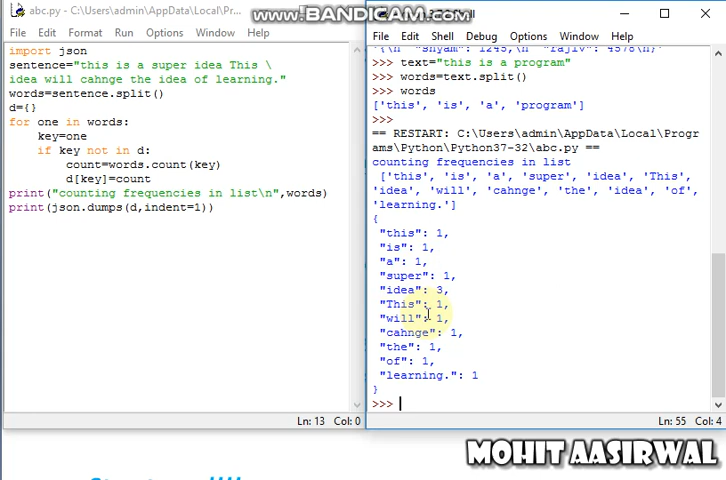 abc.py - C:\Users\admin\AppData\Local\Pr...
WWW.BANDICAM.COM
File Edit Format Run Options Window
import json
sentence="this is a super idea This \
idea will cahnge the idea of learning."
words=sentence.split()
d={}
for one in words:
    key=one
    if key not in d:
        count=words.count(key)
        d[key]=count
print("counting frequencies in list\n",words)
print(json.dumps(d,indent=1))
Ln: 13 Col: 0
File Edit Shell Debug Options Window Help
'{\n "shyam": 1245,\n "rajiv": 4578\n}'
>>> text="this is a program"
>>> words=text.split()
>>> words
['this', 'is', 'a', 'program']
>>>
== RESTART: C:\Users\admin\AppData\Local\Progr
ams\Python\Python37-32\abc.py ==
counting frequencies in list
 ['this', 'is', 'a', 'super', 'idea', 'This',
'idea', 'will', 'cahnge', 'the', 'idea', 'of',
'learning.']
{
 "this": 1,
 "is": 1,
 "a": 1,
 "super": 1,
 "idea": 3,
 "This": 1,
 "will": 1,
 "cahnge": 1,
 "the": 1,
 "of": 1,
 "learning.": 1
}
>>>
Ln: 55 Col: 4
MOHIT AASIRWAL